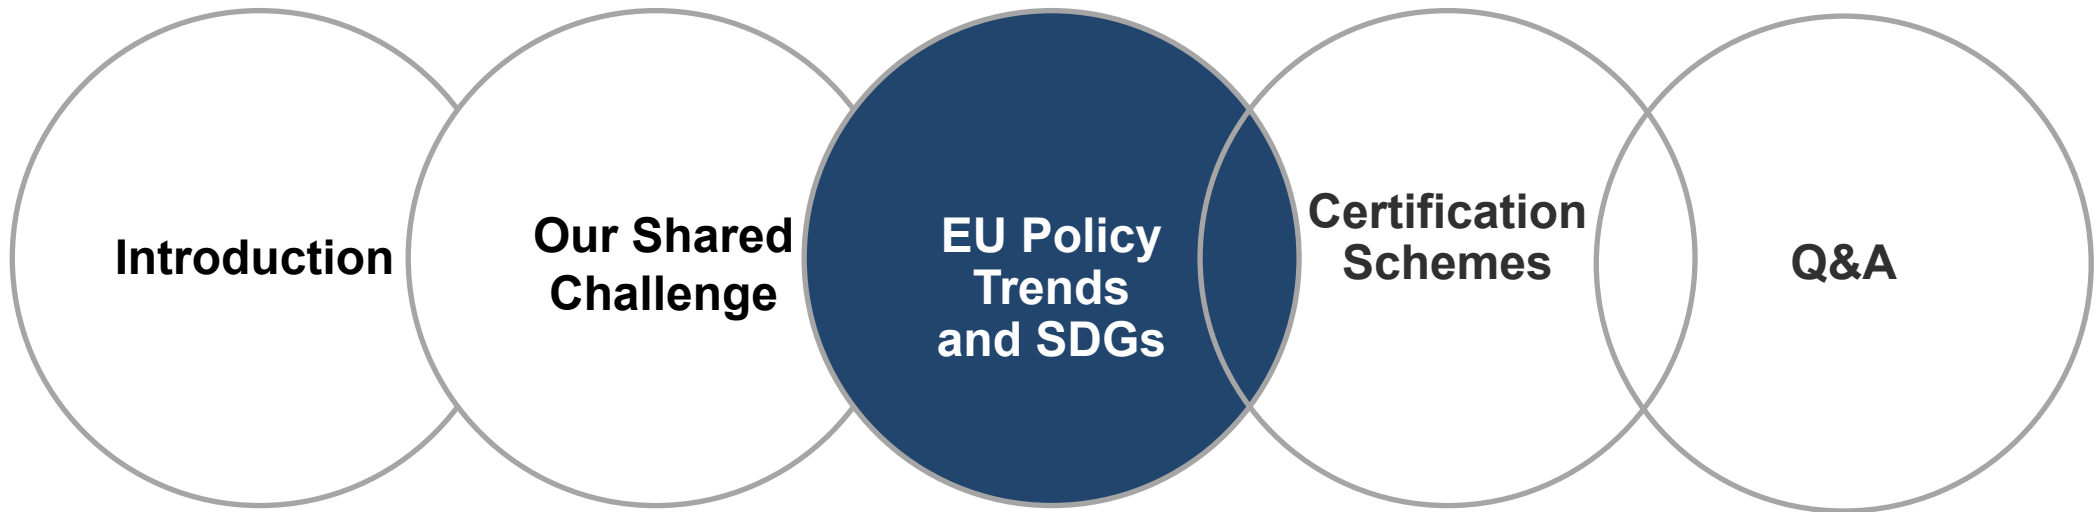 Introduction
Our Shared
Challenge
EU Policy
Trends
and SDGs
Certification
Schemes
Q&A